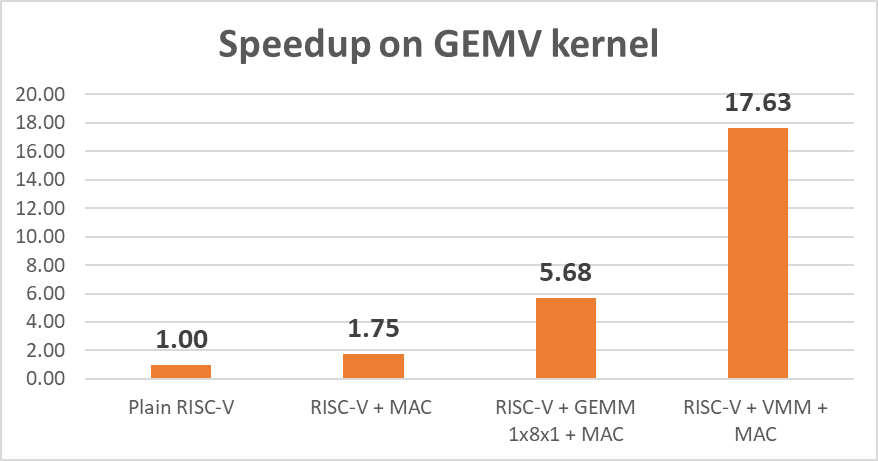 Speedup on GEMV kernel
20.00
18.00
16.00
14.00
12.00
10.00
8.00
6.00
4.00
2.00
0.00
1.00
1.75
5.68
17.63
Plain RISC-V
RISC-V + MAC
RISC-V + GEMM
1x8x1 + MAC
RISC-V + VMM +
MAC